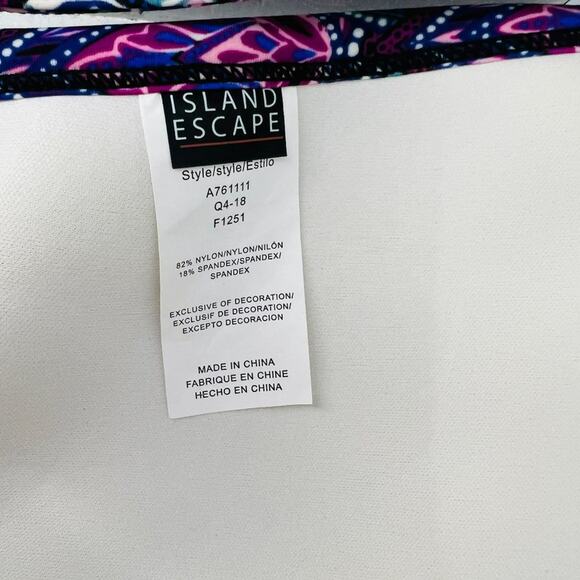 ISLAND
ESCAPE
Style/style/Estilo
A761111
Q4-18
F1251
82% NYLON/NYLON/NILÓN
18% SPANDEX/SPANDEX/
SPANDEX
EXCLUSIVE OF DECORATION/
EXCLUSIF DE DECORATION/
EXCEPTO DECORACION
MADE IN CHINA
FABRIQUE EN CHINE
HECHO EN CHINA